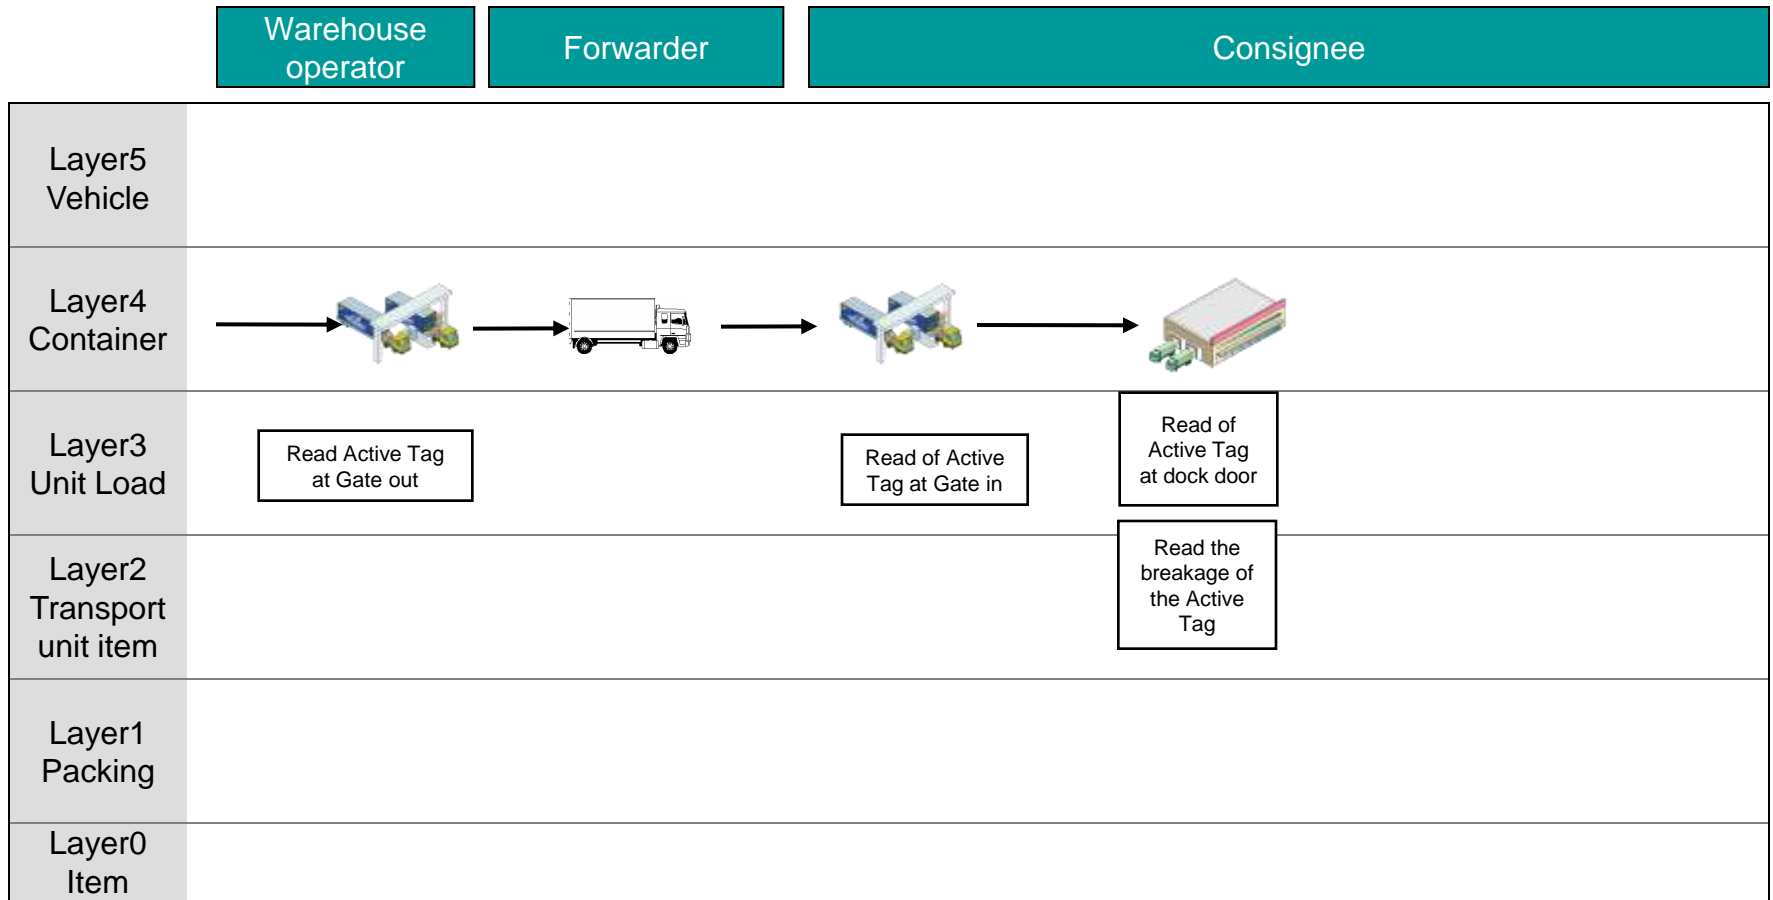 Warehouse
operator
Forwarder
Consignee
Layer5
Vehicle
Layer4
Container
Layer3
Unit Load
Read Active Tag
at Gate out
Read of Active
Tag at Gate in
Read of
Active Tag
at dock door
Layer2
Transport
unit item
Read the
breakage of
the Active
Tag
Layer1
Packing
Layer0
Item